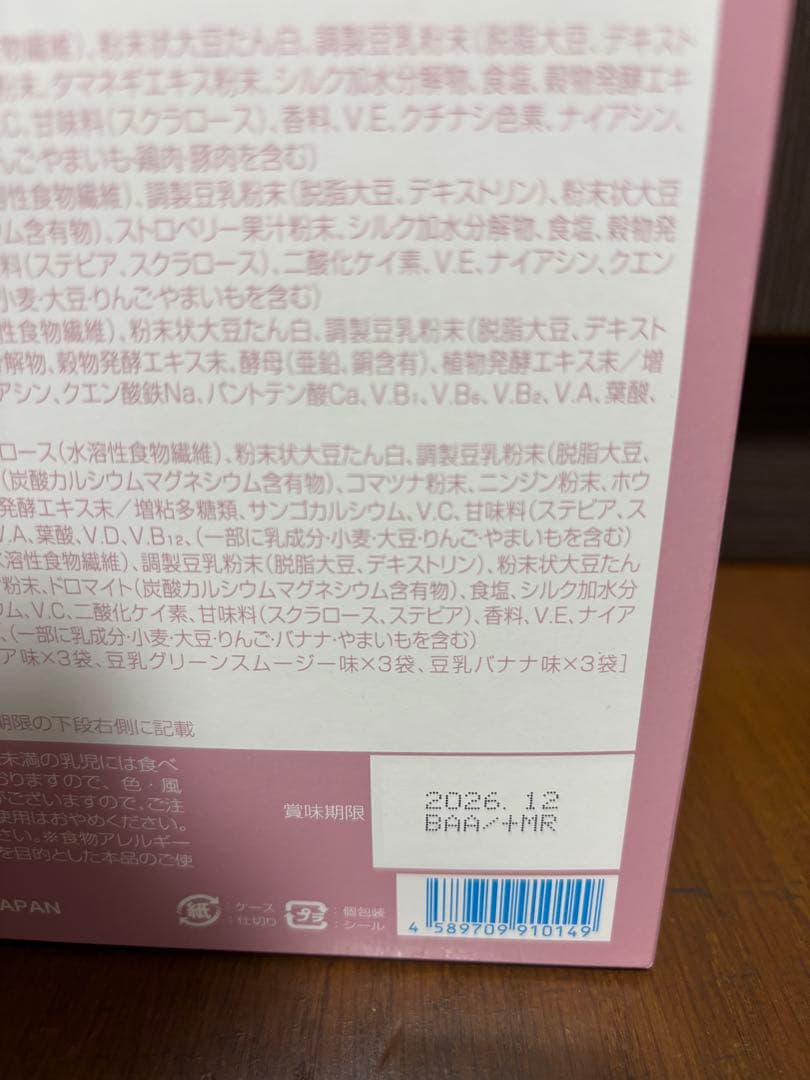 食物繊維)、粉末状大豆たん白、調製豆乳粉末(脱脂大豆、デキスト
粉末、タマネギエキス粉末、シルク加水分解物、食塩、穀物発酵エキ
.C、甘味料(スクラロース)、香料、V.E、クチナシ色素、ナイアシン、
んご・やまいも・鶏肉・豚肉を含む)
溶性食物繊維)、調製豆乳粉末(脱脂大豆、デキストリン)、粉末状大豆
ウム含有物)、ストロベリー果汁粉末、シルク加水分解物、食塩、穀物発
料(ステビア、スクラロース)、二酸化ケイ素、V.E、ナイアシン、クエン
小麦・大豆・りんご・やまいもを含む)
性食物繊維)、粉末状大豆たん白、調製豆乳粉末(脱脂大豆、デキスト
分解物、穀物発酵エキス末、酵母(亜鉛、銅含有)、植物発酵エキス末/増
アシン、クエン酸鉄Na、パントテン酸Ca、V.B1、V.B6、V.B2、V.A、葉酸、
ロース(水溶性食物繊維)、粉末状大豆たん白、調製豆乳粉末(脱脂大豆、
(炭酸カルシウムマグネシウム含有物)、コマツナ粉末、ニンジン粉末、ホウ
発酵エキス末/増粘多糖類、サンゴカルシウム、V.C、甘味料(ステビア、ス
V.A、葉酸、V.D、V.B12、(一部に乳成分・小麦・大豆・りんご・やまいもを含む)
溶性食物繊維)、調製豆乳粉末(脱脂大豆、デキストリン)、粉末状大豆たん
粉末、ドロマイト(炭酸カルシウムマグネシウム含有物)、食塩、シルク加水分
ウム、V.C、二酸化ケイ素、甘味料(スクラロース、ステビア)、香料、V.E、ナイア
、(一部に乳成分・小麦・大豆・りんご・バナナ・やまいもを含む)
ア味×3袋、豆乳グリーンスムージー味×3袋、豆乳バナナ味×3袋]
期限の下段右側に記載
未満の乳児には食べ
おりますので、色・風
がございますので、ご注
使用はおやめください。
さい。※食物アレルギー
を目的とした本品のご使
賞味期限
2026.12
BAA/+MR
JAPAN
紙
:ケース
:仕切り
プラ
:個包装
:シール
4 589709 910149